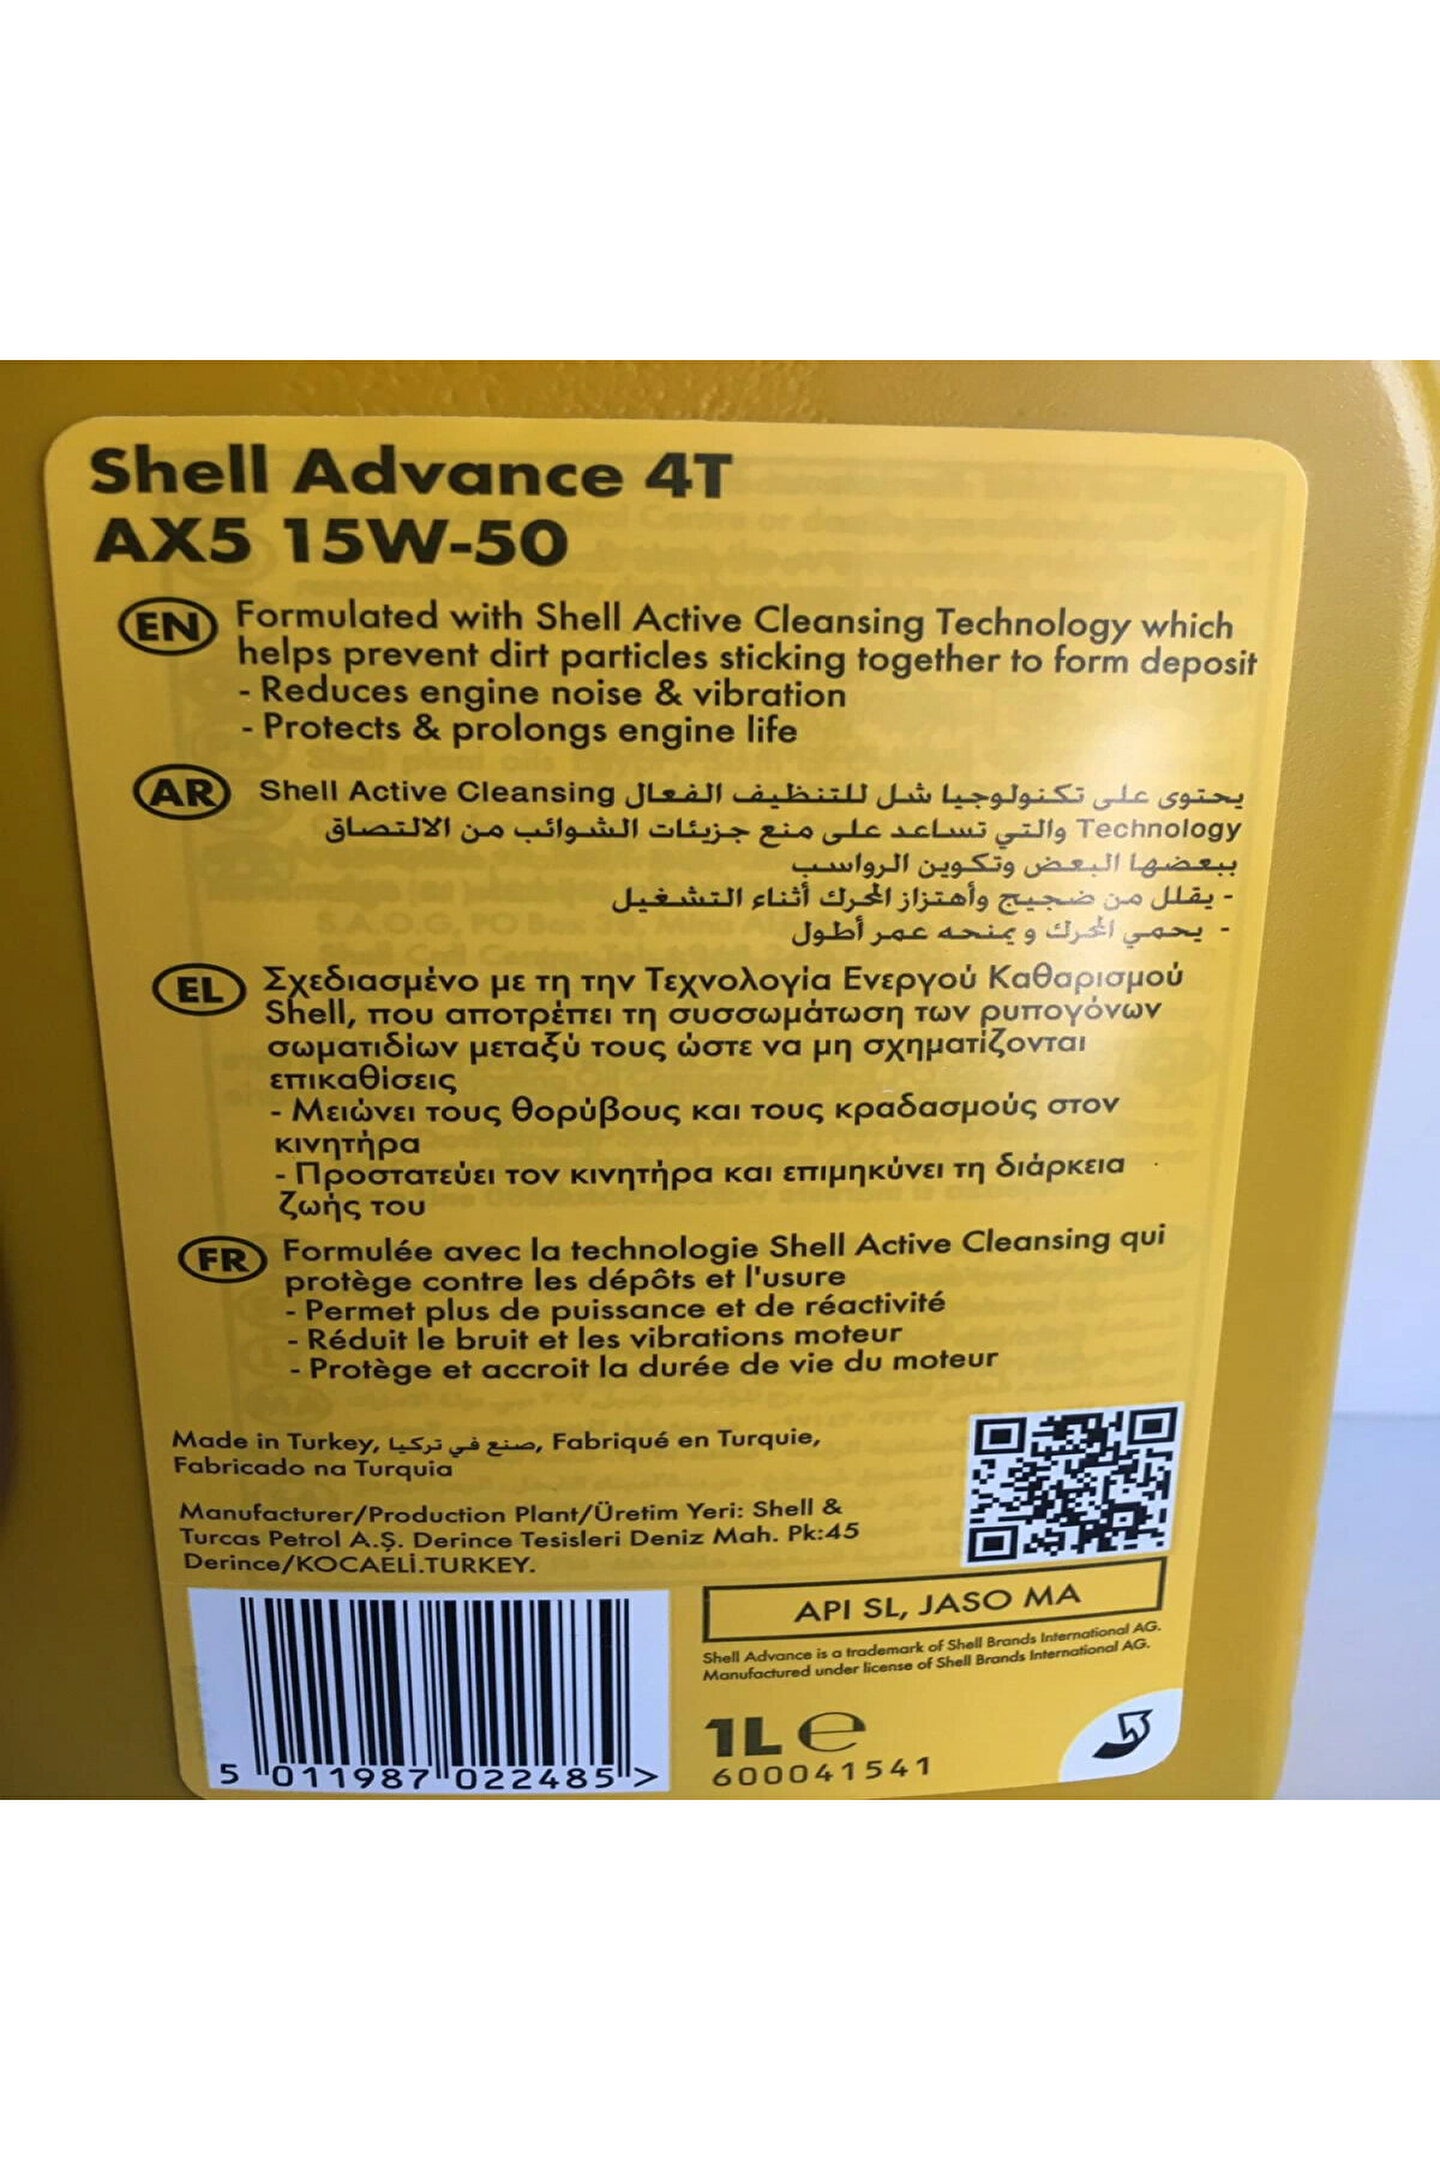 Shell Advance 4T
AX5 15W-50
EN Formulated with Shell Active Cleansing Technology which
helps prevent dirt particles sticking together to form deposit
- Reduces engine noise & vibration
- Protects & prolongs engine life
AR يحتوى على تكنولوجيا شل للتنظيف الفعال Shell Active Cleansing
Technology والتي تساعد على منع جزيئات الشوائب من الالتصاق
ببعضها البعض وتكوين الرواسب
- يقلل من ضجيج وأهتزاز المحرك أثناء التشغيل
- يحمي المحرك و يمنحه عمر أطول
EL Σχεδιασμένο με τη την Τεχνολογία Ενεργού Καθαρισμού
Shell, που αποτρέπει τη συσσωμάτωση των ρυπογόνων
σωματιδίων μεταξύ τους ώστε να μη σχηματίζονται
επικαθίσεις
- Μειώνει τους θορύβους και τους κραδασμούς στον
κινητήρα
- Προστατεύει τον κινητήρα και επιμηκύνει τη διάρκεια
ζωής του
FR Formulée avec la technologie Shell Active Cleansing qui
protège contre les dépôts et l'usure
- Permet plus de puissance et de réactivité
- Réduit le bruit et les vibrations moteur
- Protège et accroit la durée de vie du moteur
Made in Turkey, صنع في تركيا, Fabriqué en Turquie,
Fabricado na Turquia
Manufacturer/Production Plant/Üretim Yeri: Shell &
Turcas Petrol A.Ş. Derince Tesisleri Deniz Mah. Pk:45
Derince/KOCAELİ.TURKEY.
API SL, JASO MA
Shell Advance is a trademark of Shell Brands International AG.
Manufactured under license of Shell Brands International AG.
1L e
600041541
5 011987 022485 >